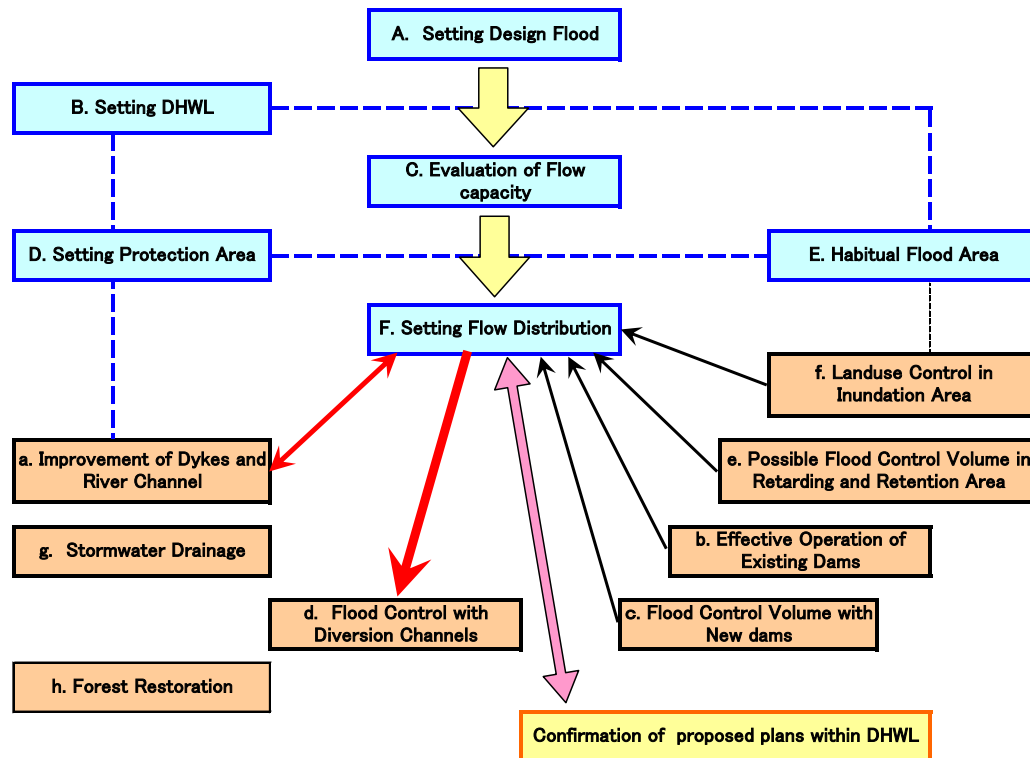 A. Setting Design Flood
B. Setting DHWL
C. Evaluation of Flow
capacity
D. Setting Protection Area
E. Habitual Flood Area
F. Setting Flow Distribution
f. Landuse Control in
Inundation Area
a. Improvement of Dykes and
River Channel
e. Possible Flood Control Volume in
Retarding and Retention Area
g. Stormwater Drainage
b. Effective Operation of
Existing Dams
d. Flood Control with
Diversion Channels
c. Flood Control Volume with
New dams
h. Forest Restoration
Confirmation of proposed plans within DHWL